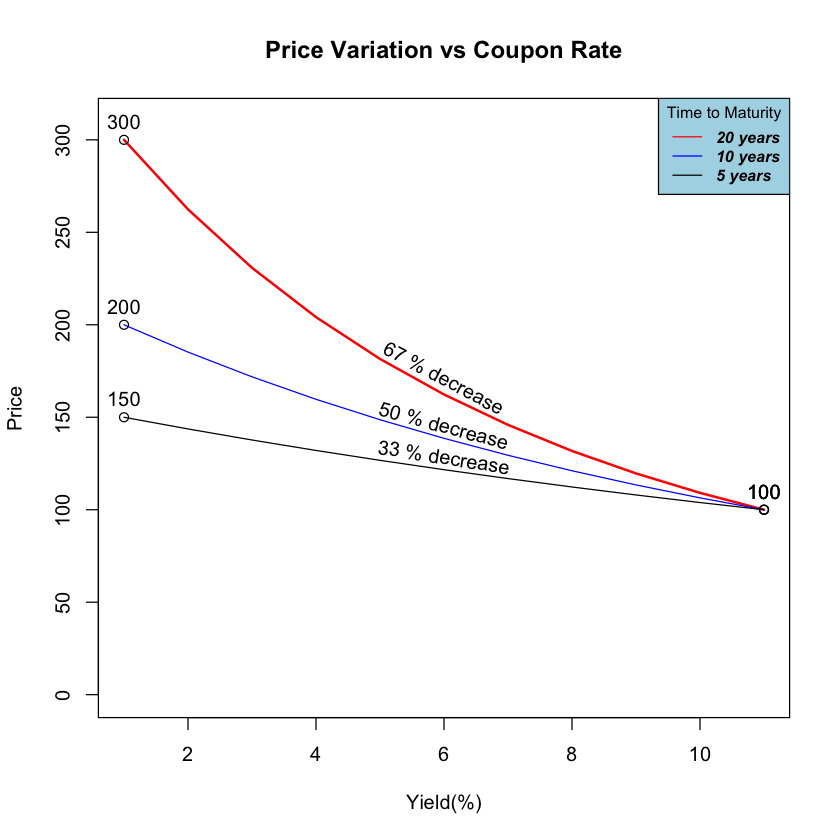 Price Variation vs Coupon Rate
Time to Maturity
20 years
10 years
5 years
300
200
150
67 % decrease
50 % decrease
33 % decrease
100
Price
300
250
200
150
100
50
0
2 4 6 8 10
Yield(%)